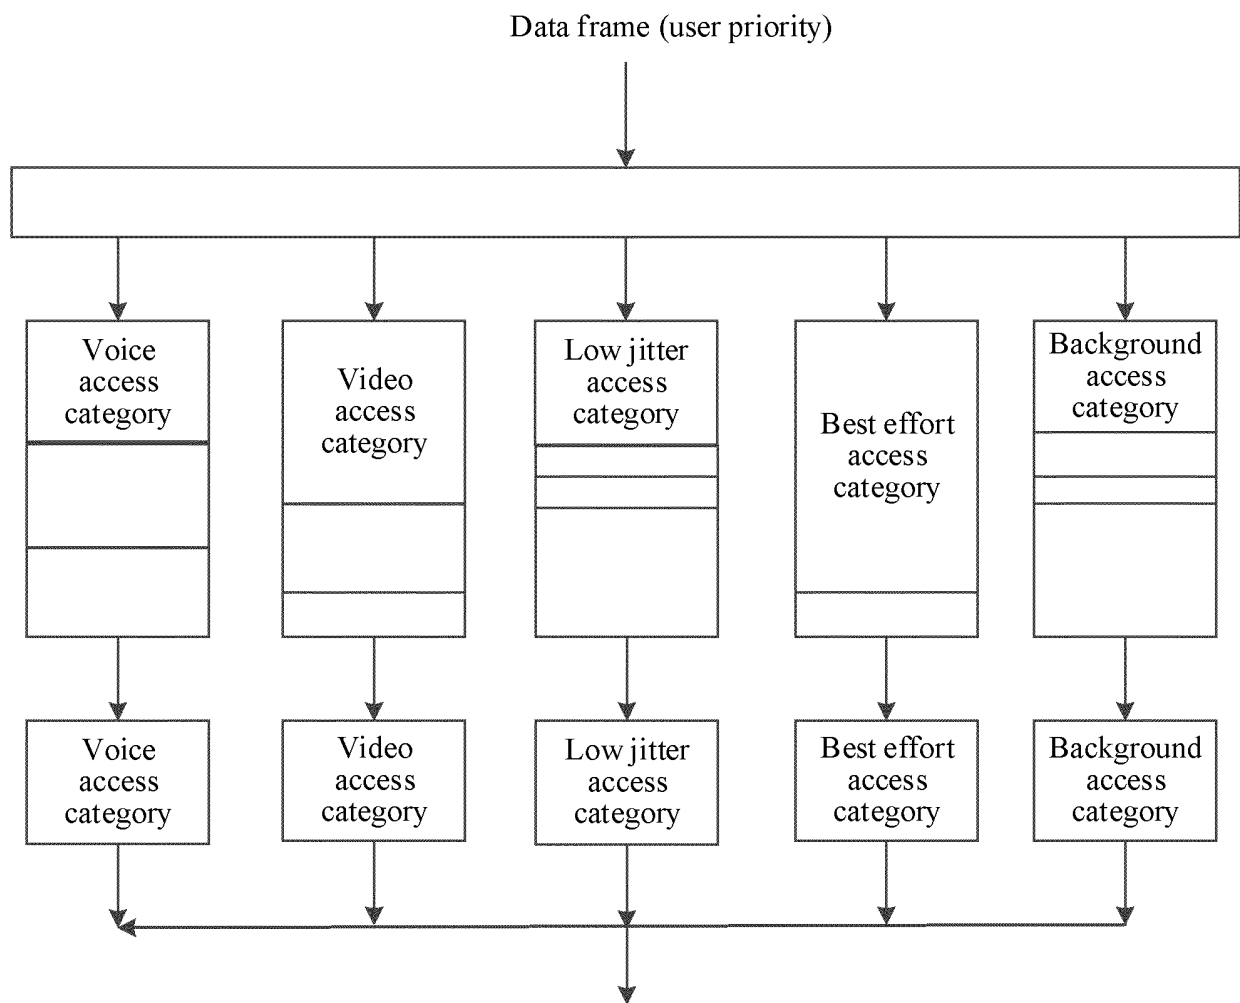 Data frame (user priority)
Voice
access
category
Video
access
category
Low jitter
access
category
Best effort
access
category
Background
access
category
Voice
access
category
Video
access
category
Low jitter
access
category
Best effort
access
category
Background
access
category